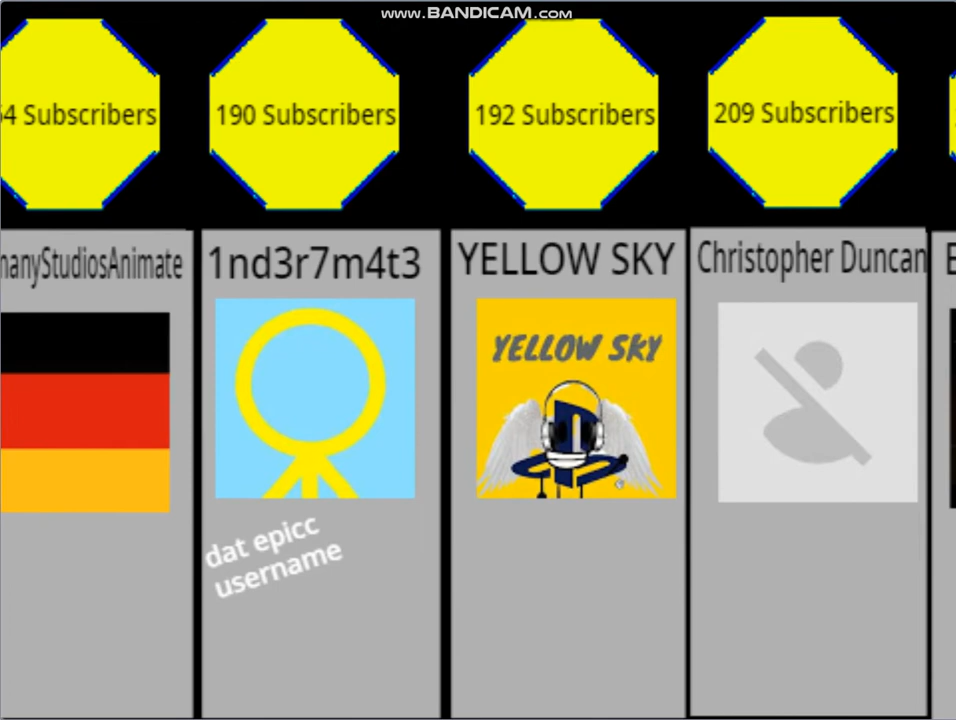 www.BANDICAM.com
Subscribers
190 Subscribers
192 Subscribers
209 Subscribers
1nd3r7m4t3
YELLOW SKY
Christopher Duncan
YELLOW SKY
dat epicc
username